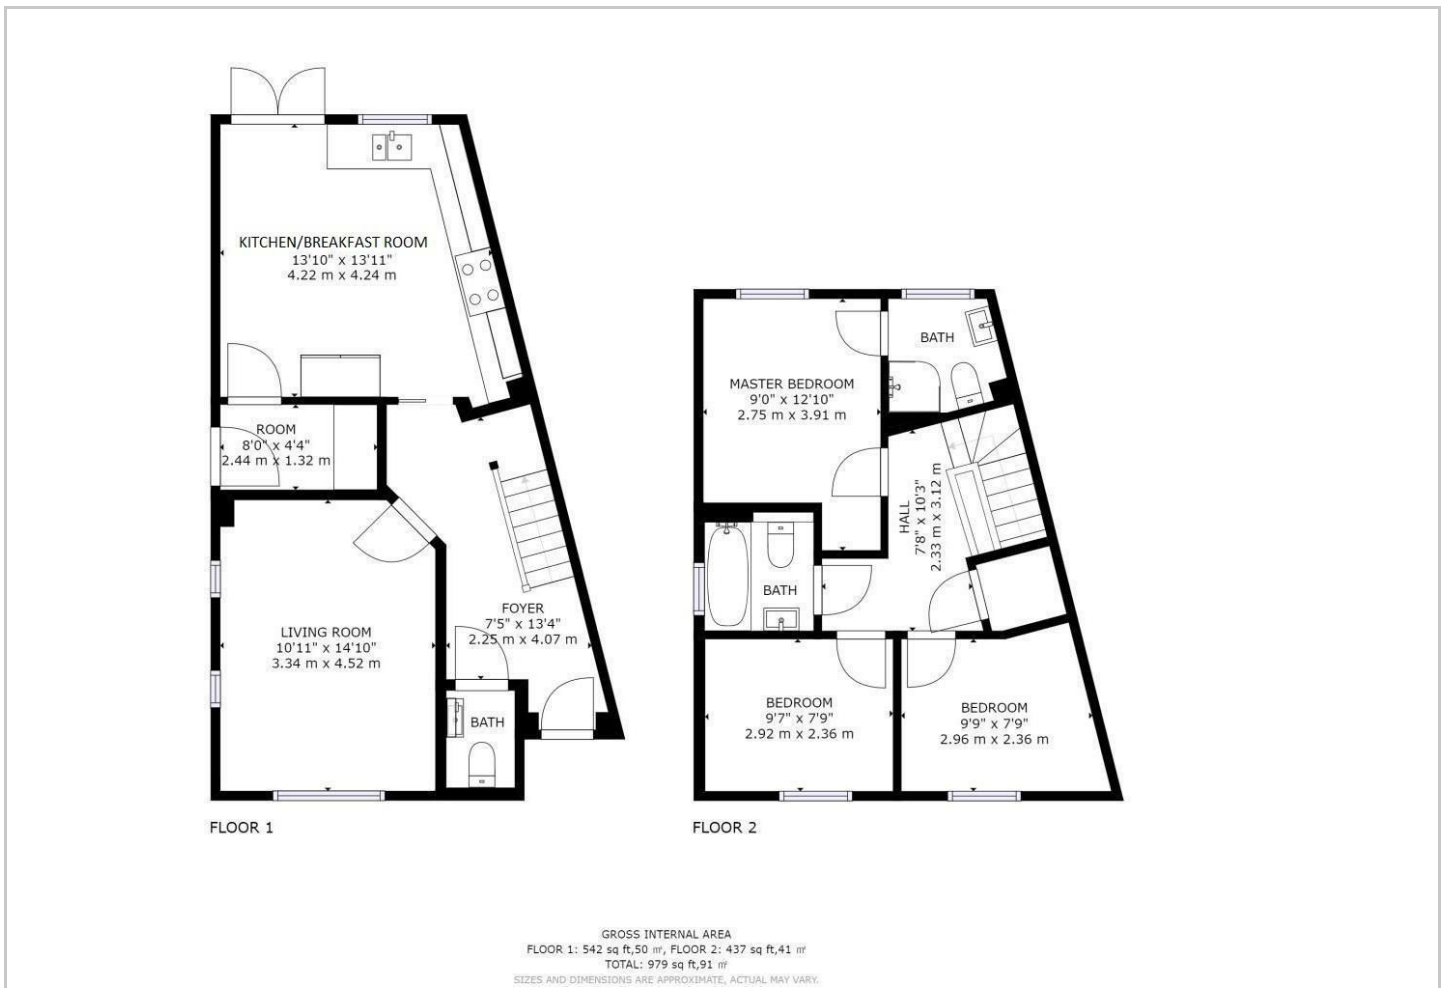 KITCHEN/BREAKFAST ROOM
13'10" x 13'11"
4.22 m x 4.24 m
ROOM
8'0" x 4'4"
2.44 m x 1.32 m
LIVING ROOM
10'11" x 14'10"
3.34 m x 4.52 m
FOYER
7'5" x 13'4"
2.25 m x 4.07 m
BATH
FLOOR 1
BATH
MASTER BEDROOM
9'0" x 12'10"
2.75 m x 3.91 m
HALL
7'8" x 10'3"
2.33 m x 3.12 m
BATH
BEDROOM
9'7" x 7'9"
2.92 m x 2.36 m
BEDROOM
9'9" x 7'9"
2.96 m x 2.36 m
FLOOR 2
GROSS INTERNAL AREA
FLOOR 1: 542 sq ft,50 ㎡, FLOOR 2: 437 sq ft,41 ㎡
TOTAL: 979 sq ft,91 ㎡
SIZES AND DIMENSIONS ARE APPROXIMATE, ACTUAL MAY VARY.